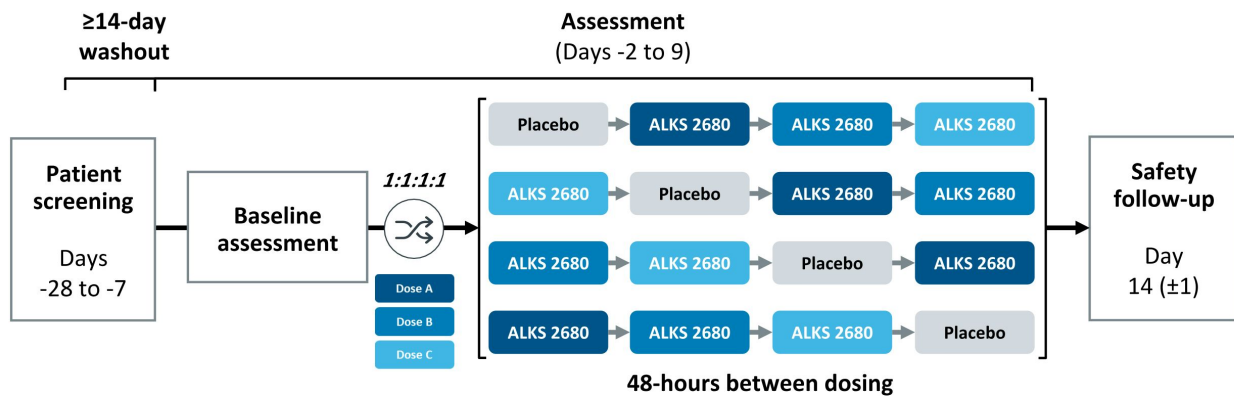 ≥14-day
washout
Assessment
(Days -2 to 9)
Patient
screening
Days
-28 to -7
Baseline
assessment
1:1:1:1
Dose A
Dose B
Dose C
Placebo ALKS 2680 ALKS 2680 ALKS 2680
ALKS 2680 Placebo ALKS 2680 ALKS 2680
ALKS 2680 ALKS 2680 Placebo ALKS 2680
ALKS 2680 ALKS 2680 ALKS 2680 Placebo
48-hours between dosing
Safety
follow-up
Day
14 (±1)